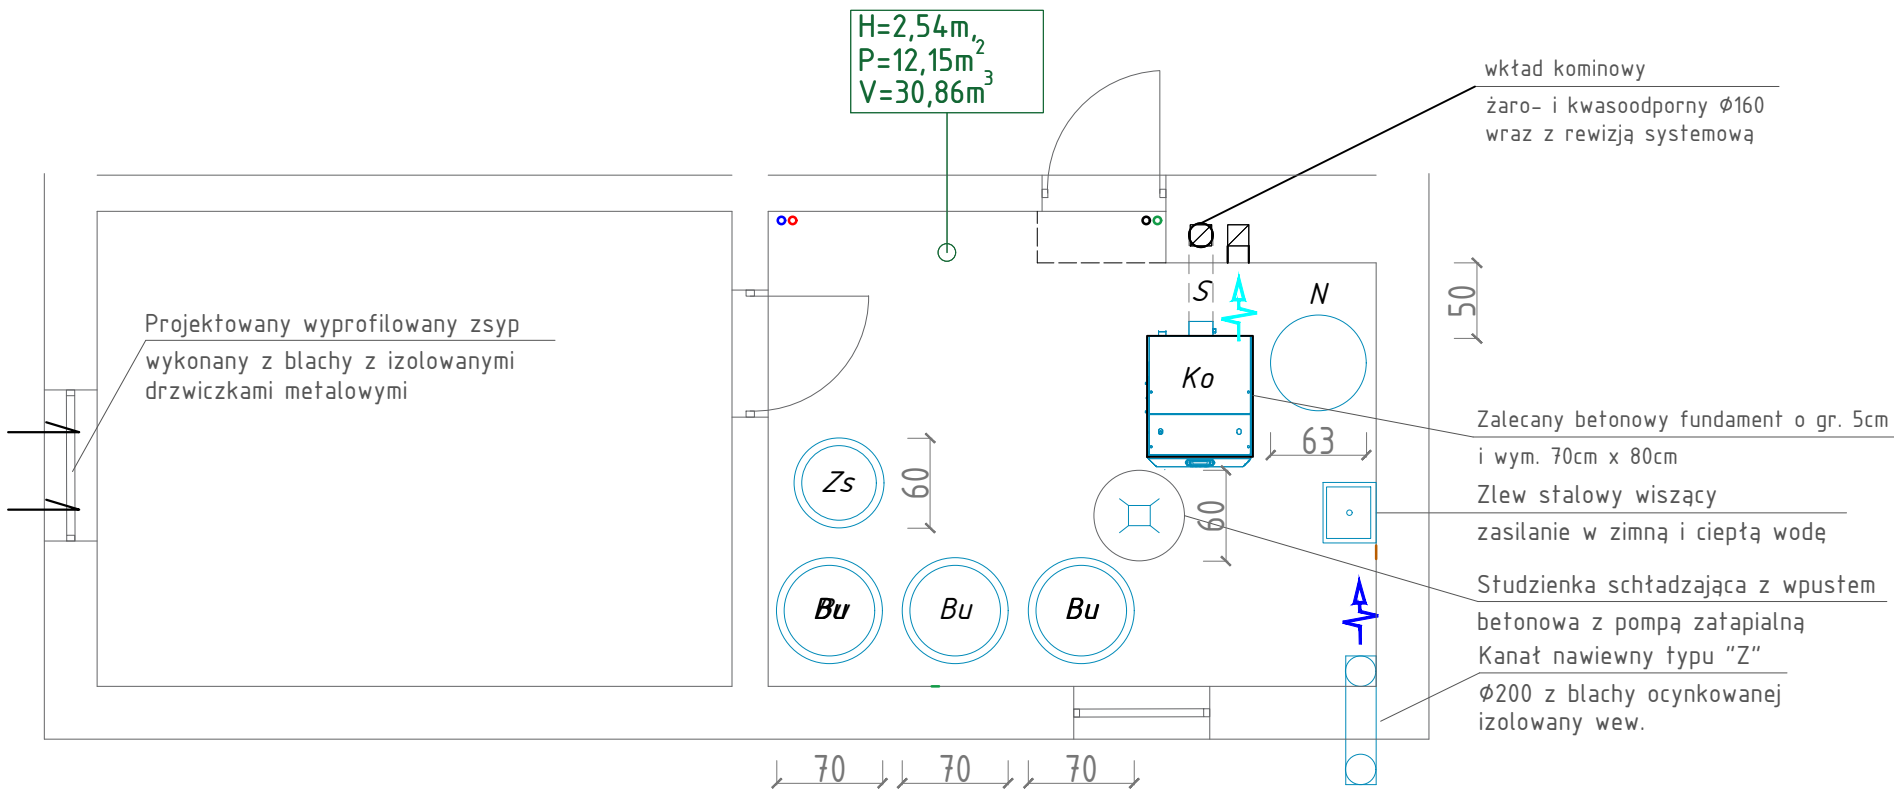 H=2,54m,
P=12,15m²
V=30,86m³
wkład kominowy
żaro- i kwasoodporny Ø160
wraz z rewizją systemową
S
N
50
Projektowany wyprofilowany zsyp
wykonany z blachy z izolowanymi
drzwiczkami metalowymi
Ko
Zalecany betonowy fundament o gr. 5cm
i wym. 70cm x 80cm
63
Zs
60
60
Zlew stalowy wiszący
zasilanie w zimną i ciepłą wodę
Studzienka schładzająca z wpustem
betonowa z pompą zatapialną
Bu
Bu
Bu
Kanał nawiewny typu "Z"
Ø200 z blachy ocynkowanej
izolowany wew.
70
70
70